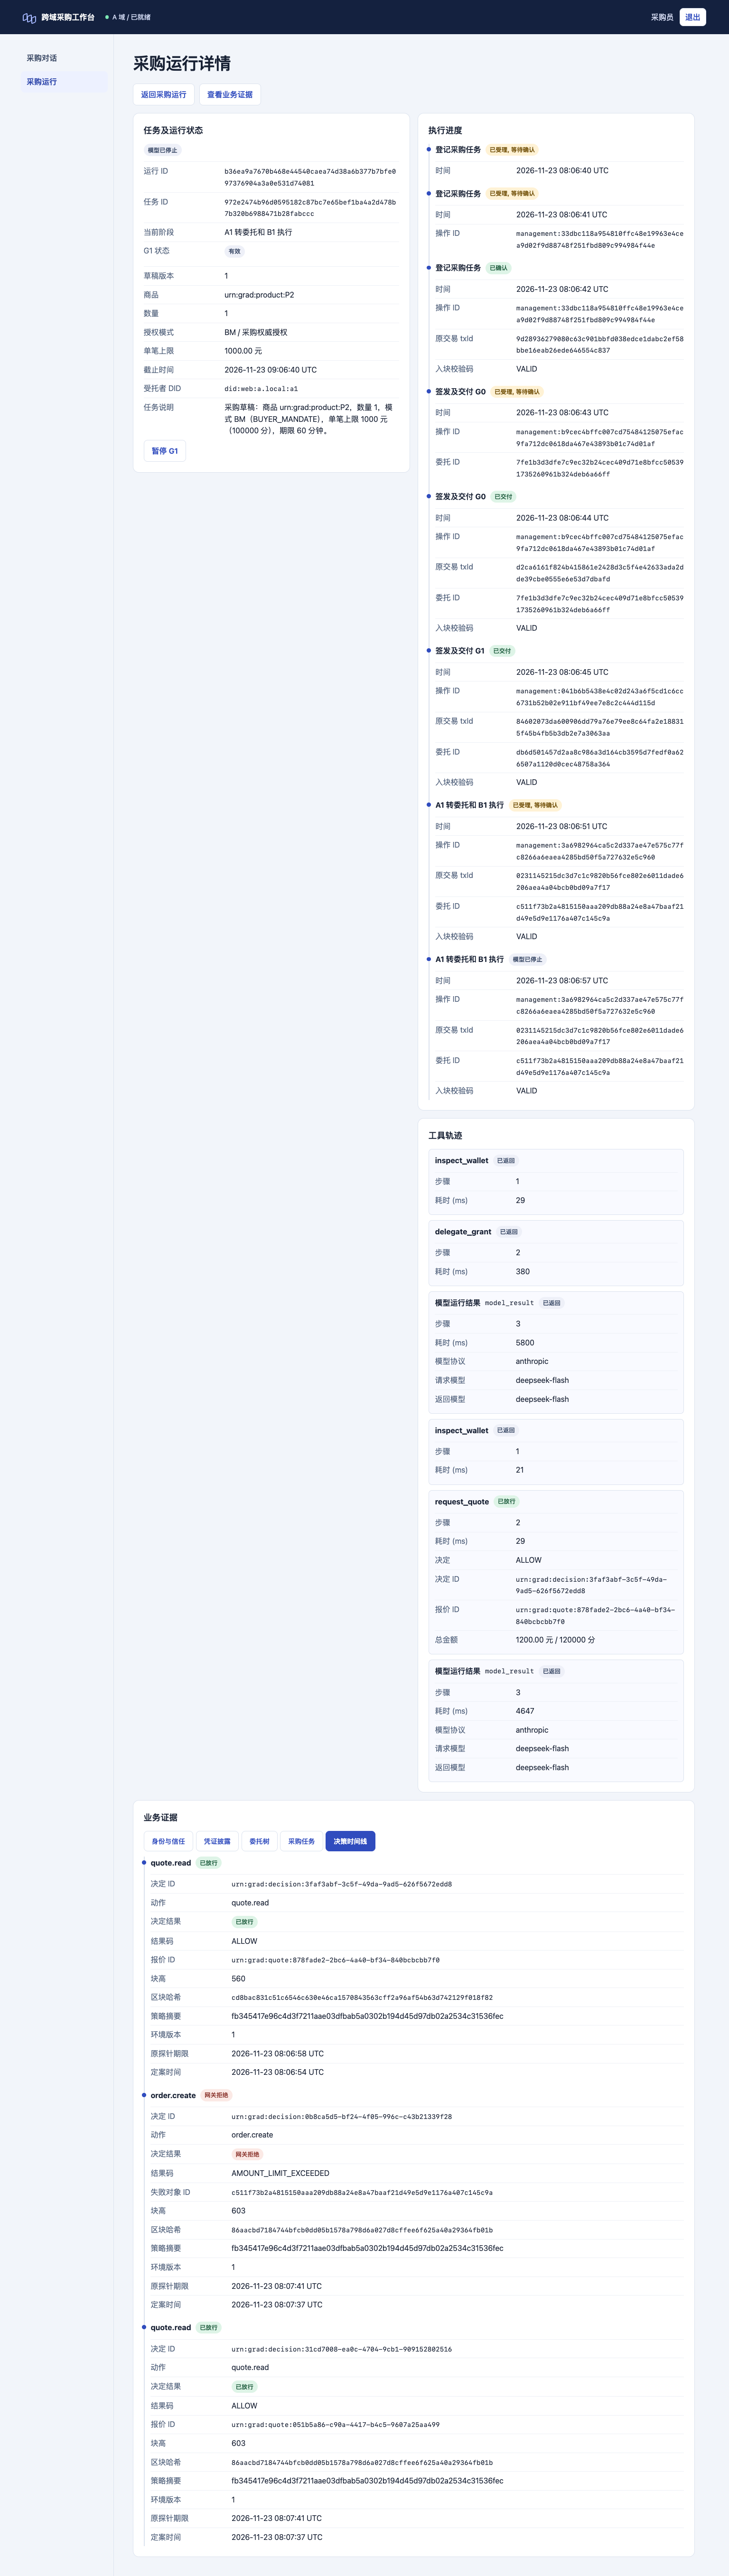 跨域采购工作台
A 域 / 已就绪
采购员
退出
采购对话
采购运行
采购运行详情
返回采购运行
查看业务证据
任务及运行状态
模型已停止
运行 ID
b36ea9a7670b468e44540caea74d38a6b377b7bfe0
97376904a3a0e531d74081
任务 ID
972e2474b96d0595182c87bc7e65bef1ba4a2d478b
7b320b6988471b28fabccc
当前阶段
A1 转委托和 B1 执行
G1 状态
有效
草稿版本
1
商品
urn:grad:product:P2
数量
1
授权模式
BM / 采购权威授权
单笔上限
1000.00 元
截止时间
2026-11-23 09:06:40 UTC
受托者 DID
did:web:a.local:a1
任务说明
采购草稿：商品 urn:grad:product:P2，数量 1，模
式 BM（BUYER_MANDATE），单笔上限 1000 元
（100000 分），期限 60 分钟。
暂停 G1
执行进度
登记采购任务 已受理, 等待确认
时间
2026-11-23 08:06:40 UTC
登记采购任务 已受理, 等待确认
时间
2026-11-23 08:06:41 UTC
操作 ID
management:33dbc118a954810ffc48e19963e4ce
a9d02f9d88748f251fbd809c994984f44e
登记采购任务 已确认
时间
2026-11-23 08:06:42 UTC
操作 ID
management:33dbc118a954810ffc48e19963e4ce
a9d02f9d88748f251fbd809c994984f44e
原交易 txId
9d28936279080c63c901bbfd038edce1dabc2ef58
bbe16eab26ede646554c837
入块校验码
VALID
签发及交付 G0 已受理, 等待确认
时间
2026-11-23 08:06:43 UTC
操作 ID
management:b9cec4bffc007cd75484125075efac
9fa712dc0618da467e43893b01c74d01af
委托 ID
7fe1b3d3dfe7c9ec32b24cec409d71e8bfcc50539
1735260961b324deb6a66ff
签发及交付 G0 已交付
时间
2026-11-23 08:06:44 UTC
操作 ID
management:b9cec4bffc007cd75484125075efac
9fa712dc0618da467e43893b01c74d01af
原交易 txId
d2ca6161f824b415861e2428d3c5f4e42633ada2d
de39cbe0555e6e53d7dbafd
委托 ID
7fe1b3d3dfe7c9ec32b24cec409d71e8bfcc50539
1735260961b324deb6a66ff
入块校验码
VALID
签发及交付 G1 已交付
时间
2026-11-23 08:06:45 UTC
操作 ID
management:041b6b5438e4c02d243a6f5cd1c6cc
6731b52b02e911bf49ee7e8c2c444d115d
原交易 txId
84602073da600906dd79a76e79ee8c64fa2e18831
5f45b4fb5b3db2e7a3063aa
委托 ID
db6d501457d2aa8c986a3d164cb3595d7fedf0a62
6507a1120d0cec48758a364
入块校验码
VALID
A1 转委托和 B1 执行 已受理, 等待确认
时间
2026-11-23 08:06:51 UTC
操作 ID
management:3a6982964ca5c2d337ae47e575c77f
c8266a6eaea4285bd50f5a727632e5c960
原交易 txId
0231145215dc3d7c1c9820b56fce802e6011dade6
206aea4a04bcb0bd09a7f17
委托 ID
c511f73b2a4815150aaa209db88a24e8a47baaf21
d49e5d9e1176a407c145c9a
入块校验码
VALID
A1 转委托和 B1 执行 模型已停止
时间
2026-11-23 08:06:57 UTC
操作 ID
management:3a6982964ca5c2d337ae47e575c77f
c8266a6eaea4285bd50f5a727632e5c960
原交易 txId
0231145215dc3d7c1c9820b56fce802e6011dade6
206aea4a04bcb0bd09a7f17
委托 ID
c511f73b2a4815150aaa209db88a24e8a47baaf21
d49e5d9e1176a407c145c9a
入块校验码
VALID
工具轨迹
inspect_wallet 已返回
步骤
1
耗时 (ms)
29
delegate_grant 已返回
步骤
2
耗时 (ms)
380
模型运行结果 model_result 已返回
步骤
3
耗时 (ms)
5800
模型协议
anthropic
请求模型
deepseek-flash
返回模型
deepseek-flash
inspect_wallet 已返回
步骤
1
耗时 (ms)
21
request_quote 已放行
步骤
2
耗时 (ms)
29
决定
ALLOW
决定 ID
urn:grad:decision:3faf3abf-3c5f-49da-
9ad5-626f5672edd8
报价 ID
urn:grad:quote:878fade2-2bc6-4a40-bf34-
840bcbcbb7f0
总金额
1200.00 元 / 120000 分
模型运行结果 model_result 已返回
步骤
3
耗时 (ms)
4647
模型协议
anthropic
请求模型
deepseek-flash
返回模型
deepseek-flash
业务证据
身份与信任
凭证披露
委托树
采购任务
决策时间线
quote.read 已放行
决定 ID
urn:grad:decision:3faf3abf-3c5f-49da-9ad5-626f5672edd8
动作
quote.read
决定结果
已放行
结果码
ALLOW
报价 ID
urn:grad:quote:878fade2-2bc6-4a40-bf34-840bcbcbb7f0
块高
560
区块哈希
cd8bac831c51c6546c630e46ca1570843563cff2a96af54b63d742129f018f82
策略摘要
fb345417e96c4d3f7211aae03dfbab5a0302b194d45d97db02a2534c31536fec
环境版本
1
原探针期限
2026-11-23 08:06:58 UTC
定案时间
2026-11-23 08:06:54 UTC
order.create 网关拒绝
决定 ID
urn:grad:decision:0b8ca5d5-bf24-4f05-996c-c43b21339f28
动作
order.create
决定结果
网关拒绝
结果码
AMOUNT_LIMIT_EXCEEDED
失败对象 ID
c511f73b2a4815150aaa209db88a24e8a47baaf21d49e5d9e1176a407c145c9a
块高
603
区块哈希
86aacbd7184744bfcb0dd05b1578a798d6a027d8cffee6f625a40a29364fb01b
策略摘要
fb345417e96c4d3f7211aae03dfbab5a0302b194d45d97db02a2534c31536fec
环境版本
1
原探针期限
2026-11-23 08:07:41 UTC
定案时间
2026-11-23 08:07:37 UTC
quote.read 已放行
决定 ID
urn:grad:decision:31cd7008-ea0c-4704-9cb1-909152802516
动作
quote.read
决定结果
已放行
结果码
ALLOW
报价 ID
urn:grad:quote:051b5a86-c90a-4417-b4c5-9607a25aa499
块高
603
区块哈希
86aacbd7184744bfcb0dd05b1578a798d6a027d8cffee6f625a40a29364fb01b
策略摘要
fb345417e96c4d3f7211aae03dfbab5a0302b194d45d97db02a2534c31536fec
环境版本
1
原探针期限
2026-11-23 08:07:41 UTC
定案时间
2026-11-23 08:07:37 UTC